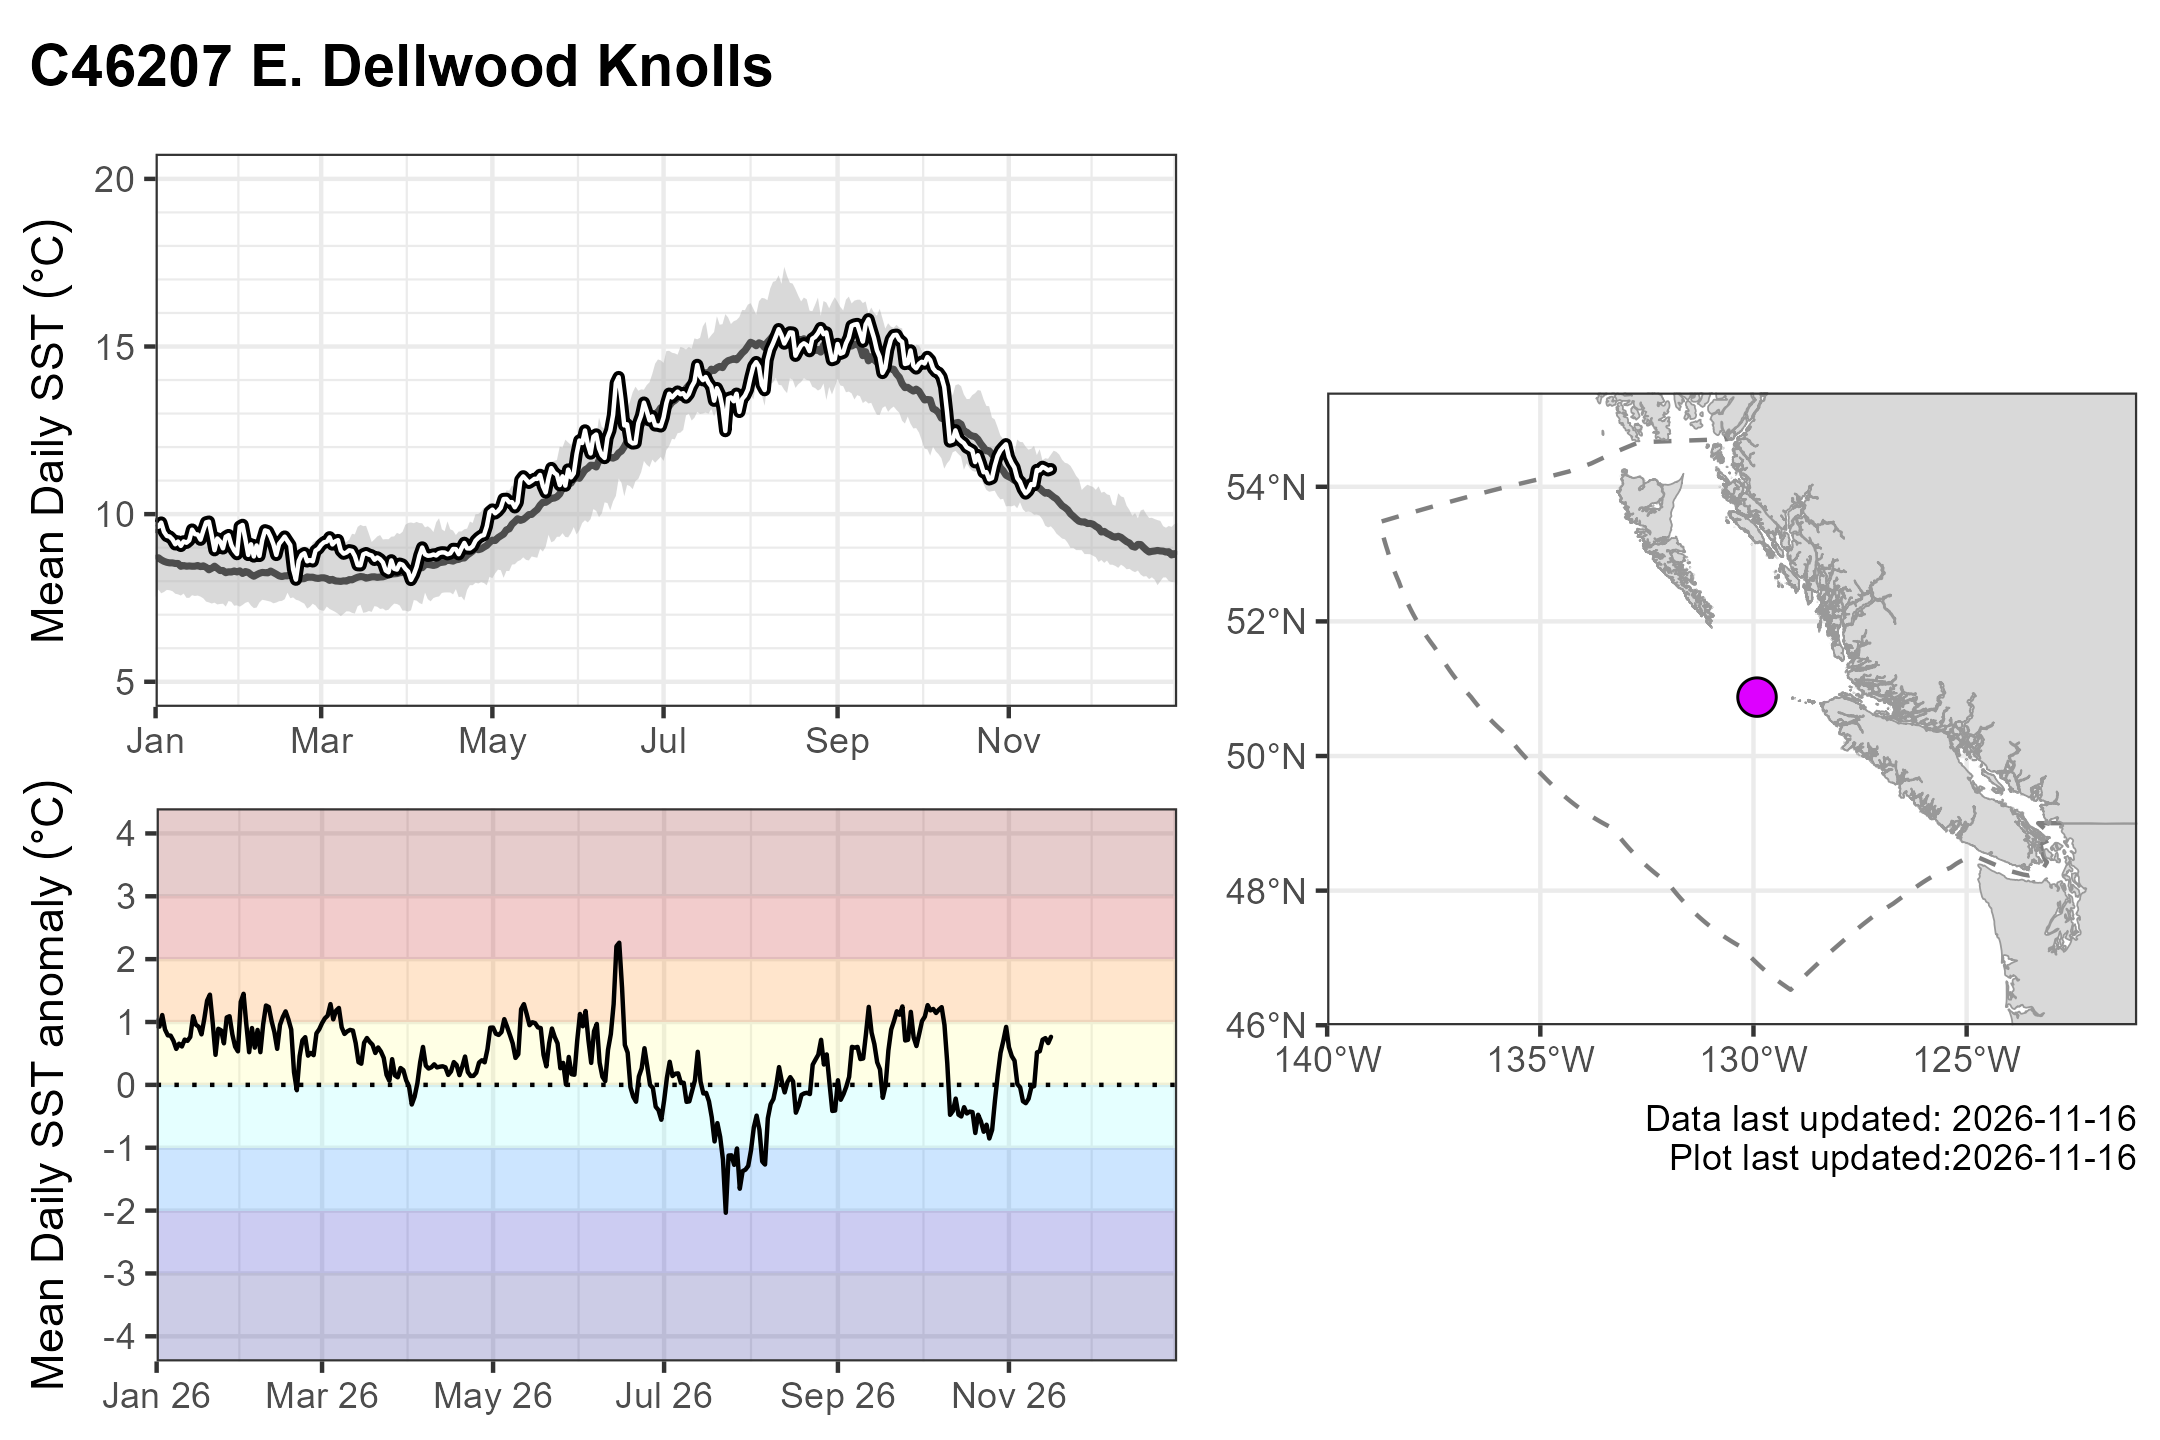 C46207 E. Dellwood Knolls
Mean Daily SST (°C)
20
15
10
5
Jan Mar May Jul Sep Nov
Mean Daily SST anomaly (°C)
4
3
2
1
0
-1
-2
-3
-4
Jan 26 Mar 26 May 26 Jul 26 Sep 26 Nov 26
54°N
52°N
50°N
48°N
46°N
140°W 135°W 130°W 125°W
Data last updated: 2026-11-16
Plot last updated:2026-11-16